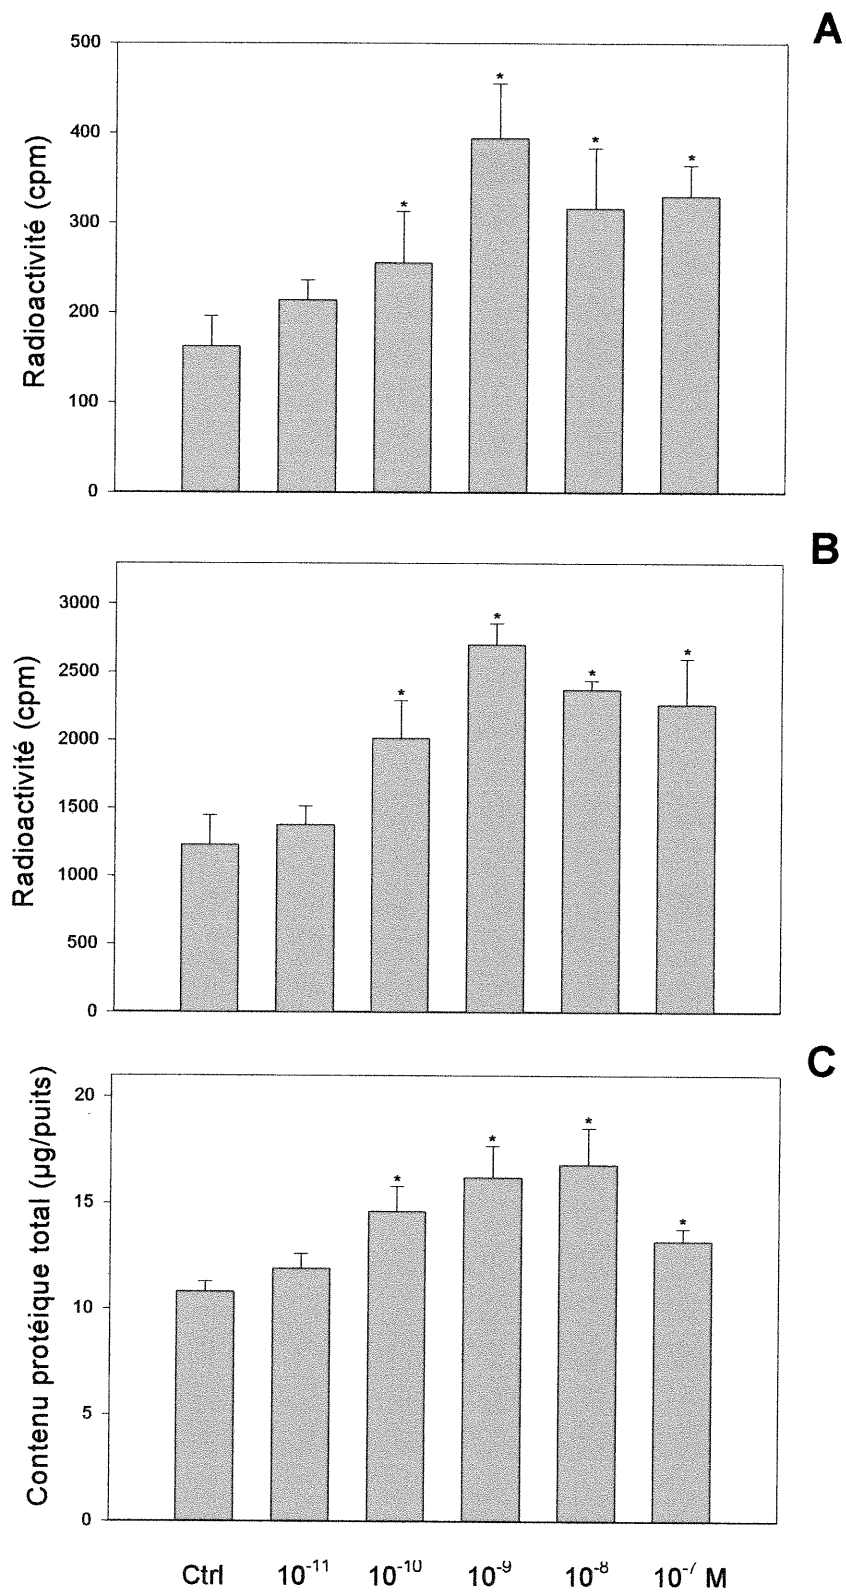 A
500
400
300
200
100
0
Radioactivité (cpm)
* * * *
B
3000
2500
2000
1500
1000
500
0
Radioactivité (cpm)
* * * *
C
20
15
10
5
0
Contenu protéique total (µg/puits)
* * * * *
Ctrl 10⁻¹¹ 10⁻¹⁰ 10⁻⁹ 10⁻⁸ 10⁻⁷ M